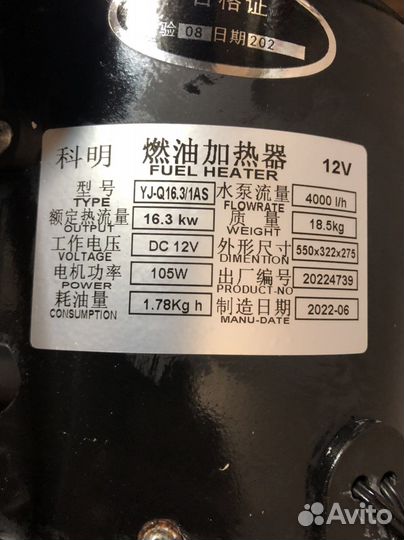 合格证
验 08 日期 202
科明 燃油加热器 12V
FUEL HEATER
型号 YJ-Q16.3/1AS 水泵流量 4000 l/h
TYPE FLOWRATE
额定热流量 16.3 kw 质量 18.5kg
OUTPUT WEIGHT
工作电压 DC 12V 外形尺寸 550x322x275
VOLTAGE DIMENTION
电机功率 105W 出厂编号 20224739
POWER PRODUCT-NO
耗油量 1.78Kg h 制造日期 2022-06
CONSUMPTION MANU-DATE
Avito